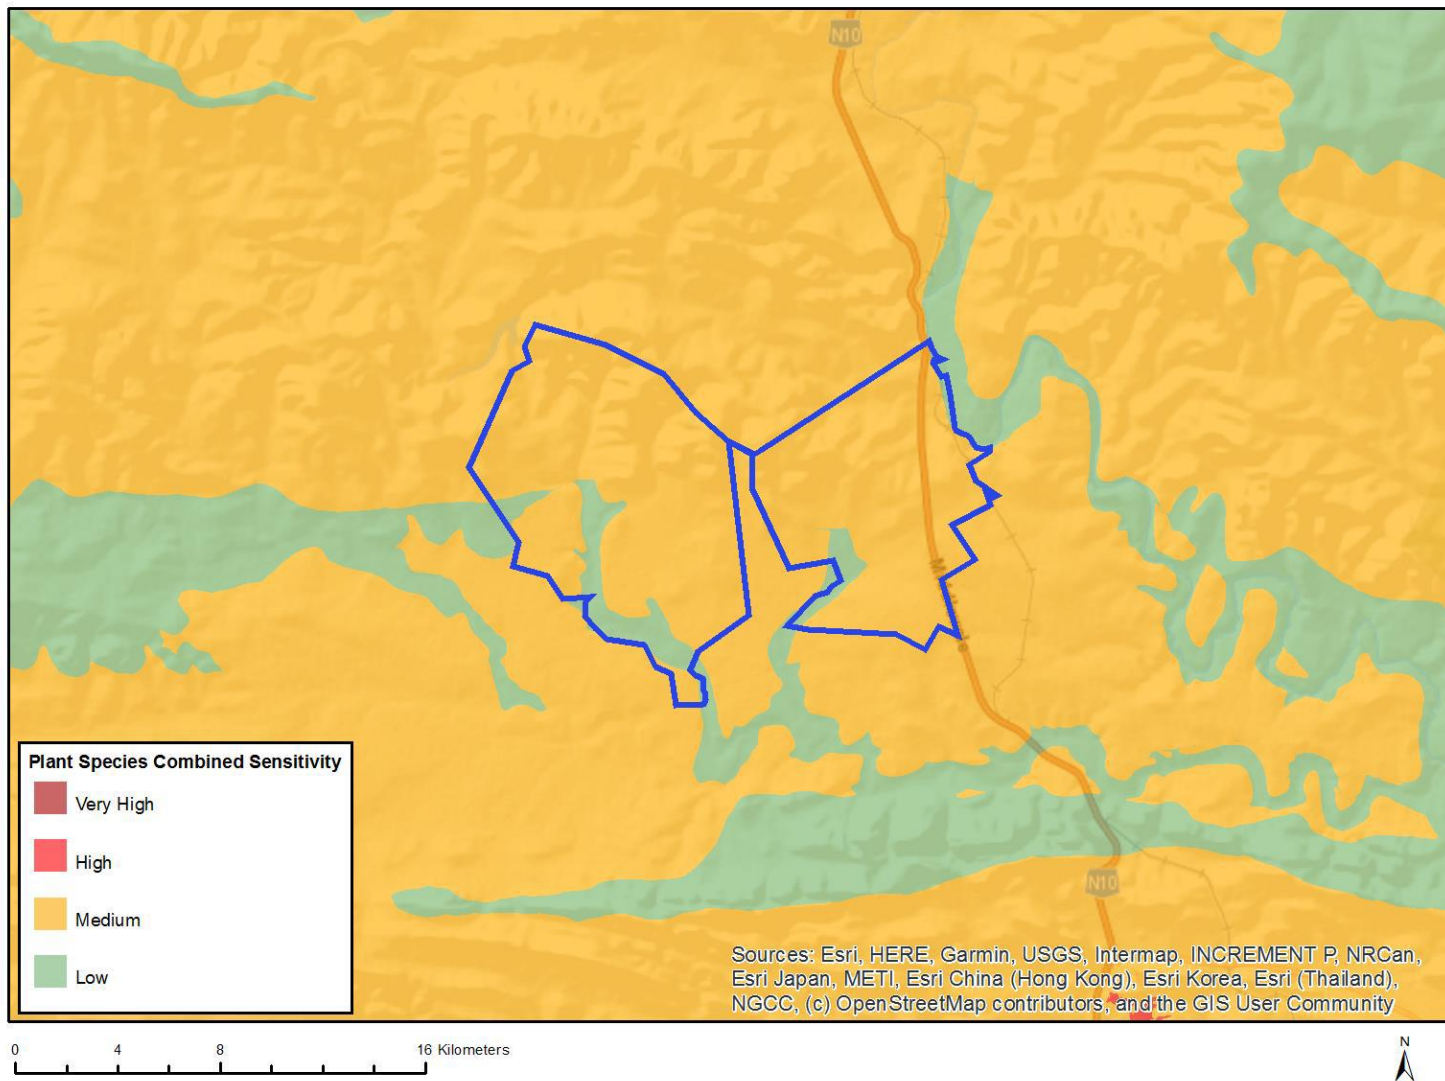 N10
Plant Species Combined Sensitivity
Very High
High
Medium
Low
N10
Sources: Esri, HERE, Garmin, USGS, Intermap, INCREMENT P, NRCan,
Esri Japan, METI, Esri China (Hong Kong), Esri Korea, Esri (Thailand),
NGCC, (c) OpenStreetMap contributors, and the GIS User Community
0 4 8 16 Kilometers
N